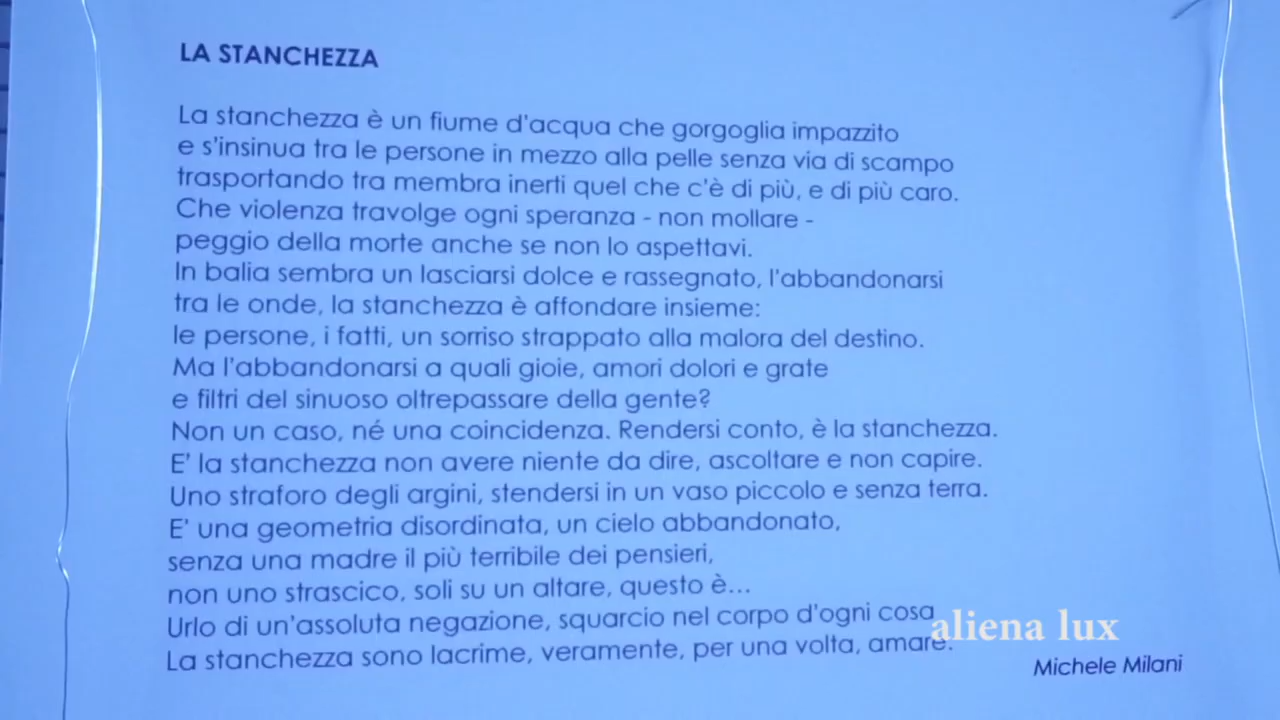 LA STANCHEZZA
La stanchezza è un fiume d'acqua che gorgoglia impazzito
e s'insinua tra le persone in mezzo alla pelle senza via di scampo
trasportando tra membra inerti quel che c'è di più, e di più caro.
Che violenza travolge ogni speranza - non mollare -
peggio della morte anche se non lo aspettavi.
In balia sembra un lasciarsi dolce e rassegnato, l'abbandonarsi
tra le onde, la stanchezza è affondare insieme:
le persone, i fatti, un sorriso strappato alla malora del destino.
Ma l'abbandonarsi a quali gioie, amori dolori e grate
e filtri del sinuoso oltrepassare della gente?
Non un caso, né una coincidenza. Rendersi conto, è la stanchezza.
E' la stanchezza non avere niente da dire, ascoltare e non capire.
Uno straforo degli argini, stendersi in un vaso piccolo e senza terra.
E' una geometria disordinata, un cielo abbandonato,
senza una madre il più terribile dei pensieri,
non uno strascico, soli su un altare, questo è...
Urlo di un'assoluta negazione, squarcio nel corpo d'ogni cosa
La stanchezza sono lacrime, veramente, per una volta, amare.
aliena lux
Michele Milani